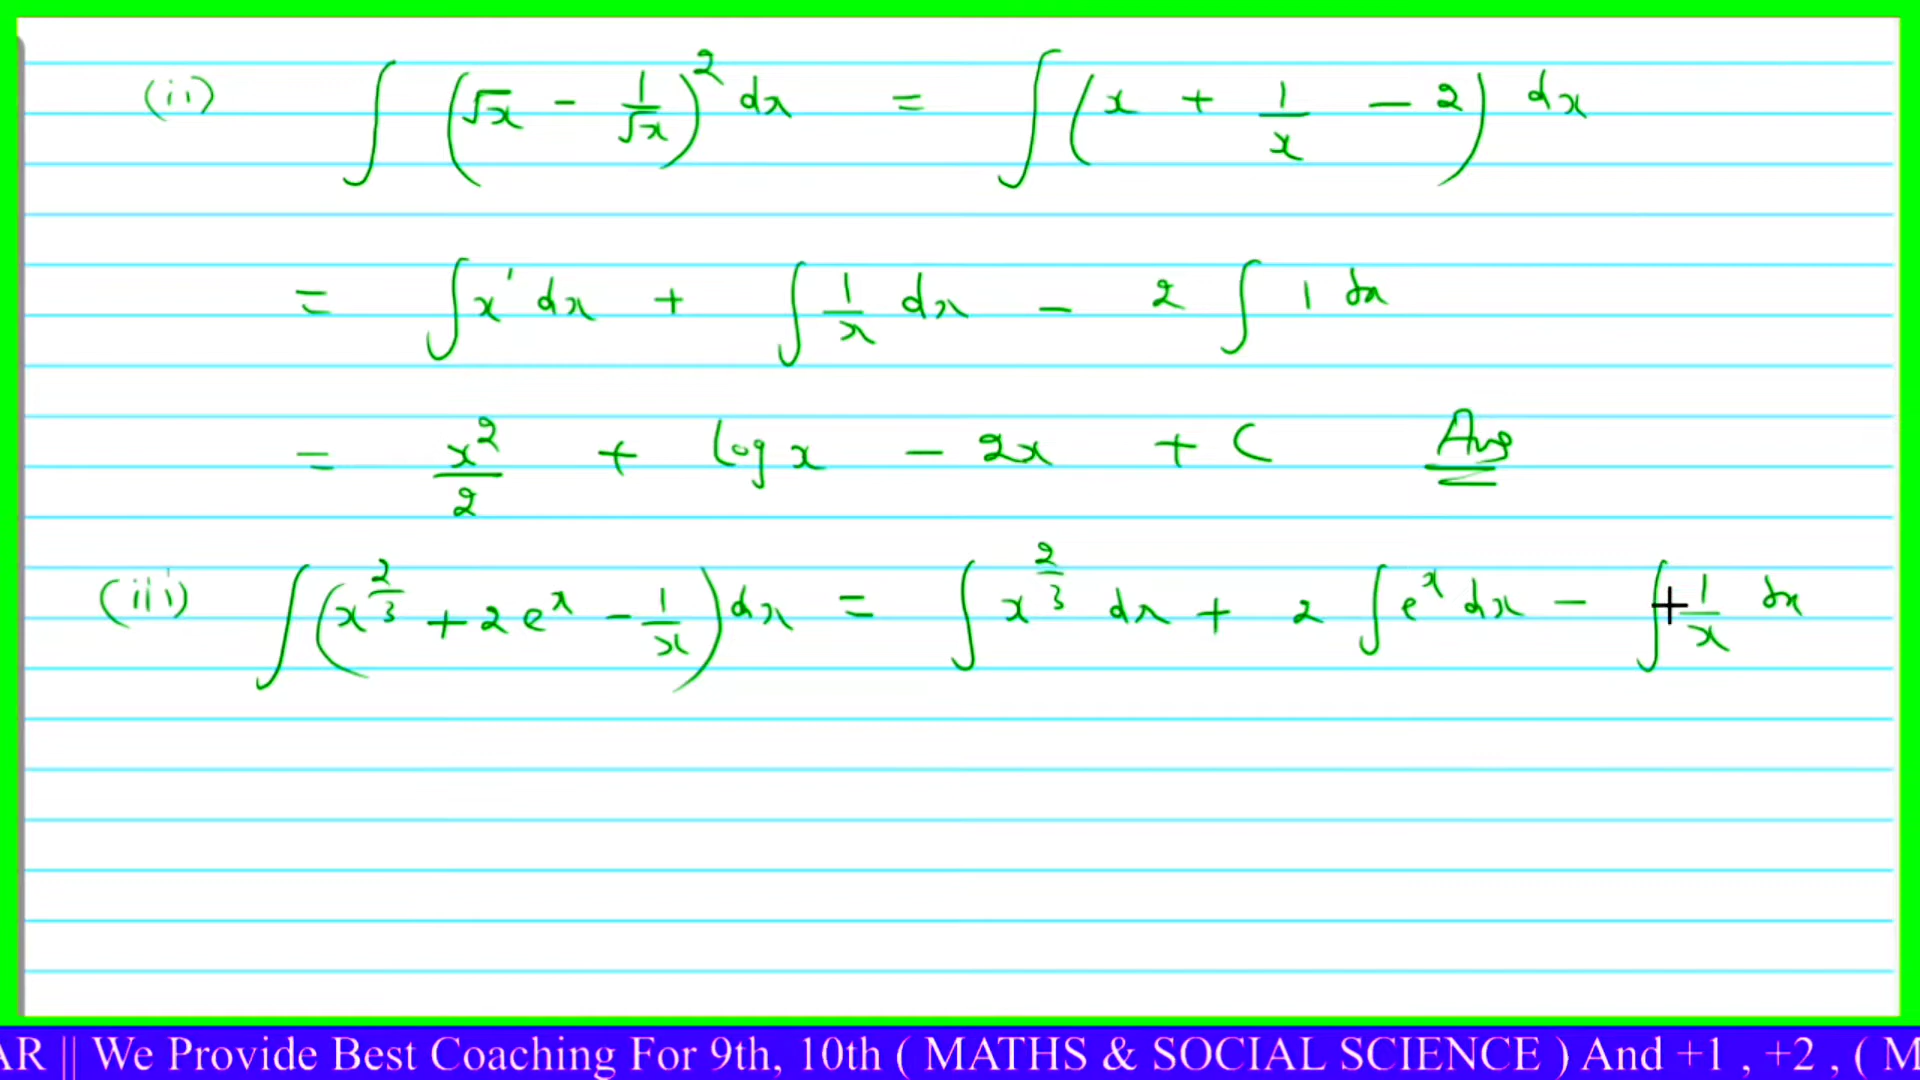 (ii) ∫ (√x - 1/√x)² dx = ∫ (x + 1/x - 2) dx
= ∫ x¹ dx + ∫ 1/x dx - 2 ∫ 1 dx
= x²/2 + log x - 2x + C Ans
(iii) ∫ (x^(2/3) + 2e^x - 1/x) dx = ∫ x^(2/3) dx + 2 ∫ e^x dx - ∫ 1/x dx
AR || We Provide Best Coaching For 9th, 10th ( MATHS & SOCIAL SCIENCE ) And +1 , +2 , ( M